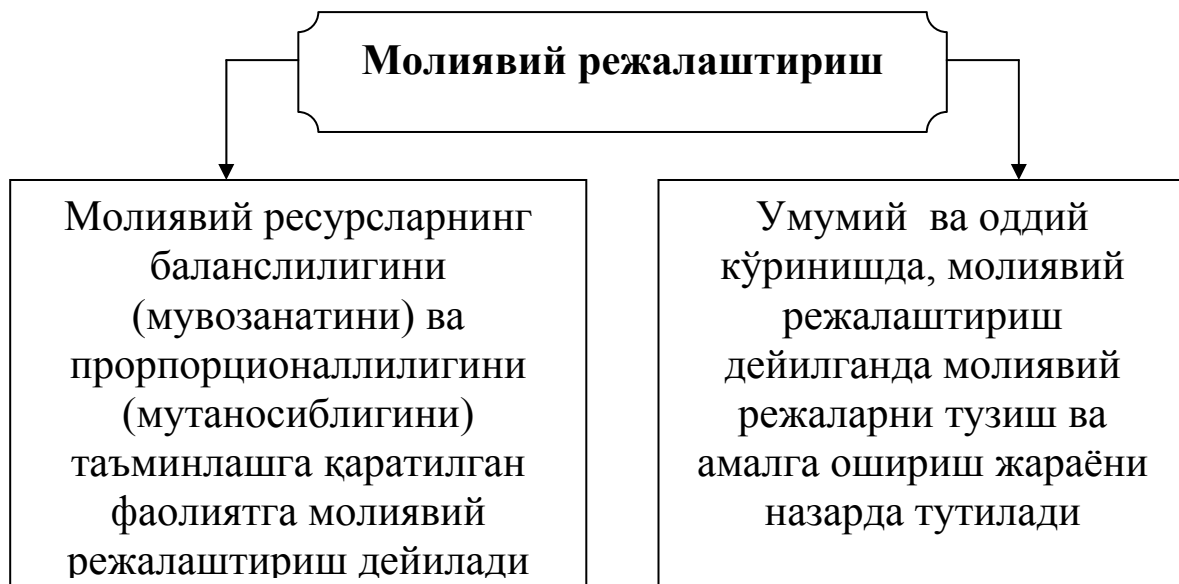 Молиявий режалаштириш
Молиявий ресурсларнинг
баланслилигини
(мувозанатини) ва
прорпорционаллилигини
(мутаносиблигини)
таъминлашга қаратилган
фаолиятга молиявий
режалаштириш дейилади
Умумий ва оддий
кўринишда, молиявий
режалаштириш
дейилганда молиявий
режаларни тузиш ва
амалга ошириш жараёни
назарда тутилади